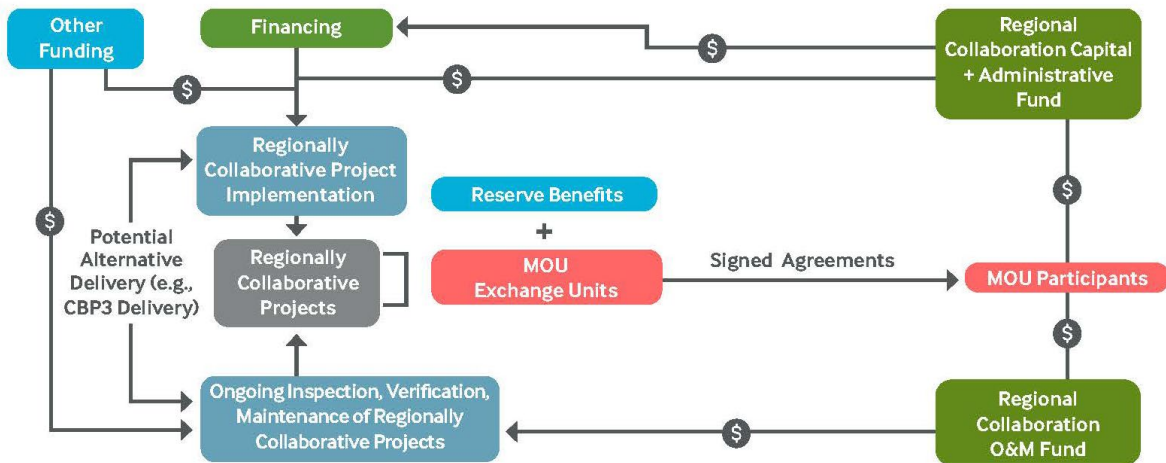 Other
Funding
Financing
Regional
Collaboration Capital
+ Administrative
Fund
$
$
$
Regionally
Collaborative Project
Implementation
Reserve Benefits
$
$
+
Potential
Alternative
Delivery (e.g.,
CBP3 Delivery)
Regionally
Collaborative
Projects
MOU
Exchange Units
Signed Agreements
MOU Participants
$
Ongoing Inspection, Verification,
Maintenance of Regionally
Collaborative Projects
$
Regional
Collaboration
O&M Fund